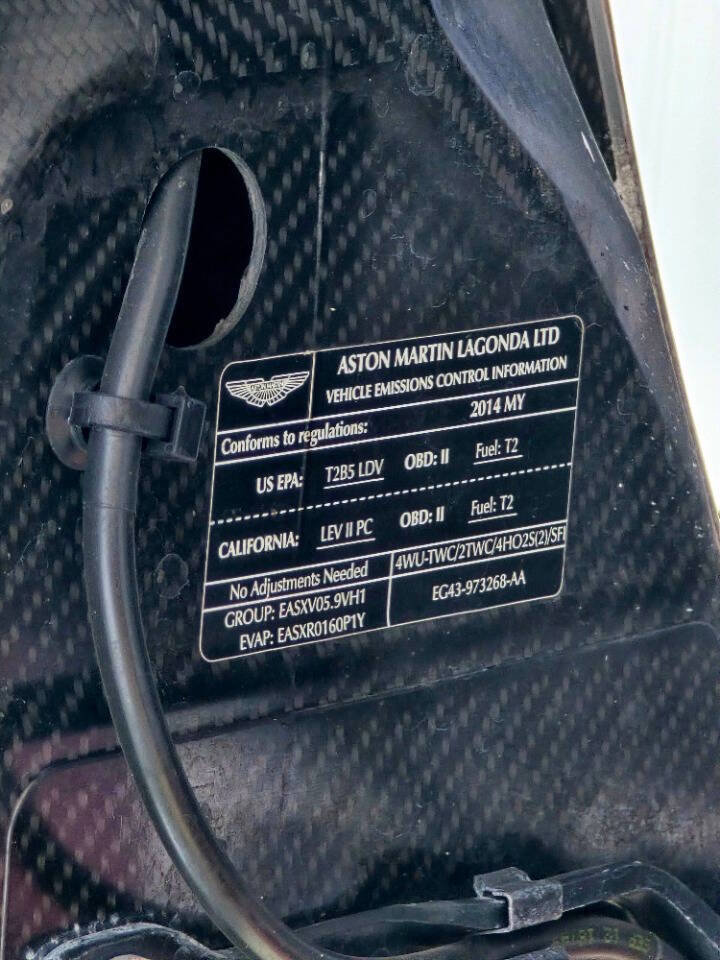 ASTON MARTIN LAGONDA LTD
VEHICLE EMISSIONS CONTROL INFORMATION
Conforms to regulations: 2014 MY
US EPA: T2B5 LDV OBD: II Fuel: T2
CALIFORNIA: LEV II PC OBD: II Fuel: T2
No Adjustments Needed 4WU-TWC/2TWC/4HO2S(2)/SFI
GROUP: EASXV05.9VH1
EVAP: EASXR0160P1Y
EG43-973268-AA